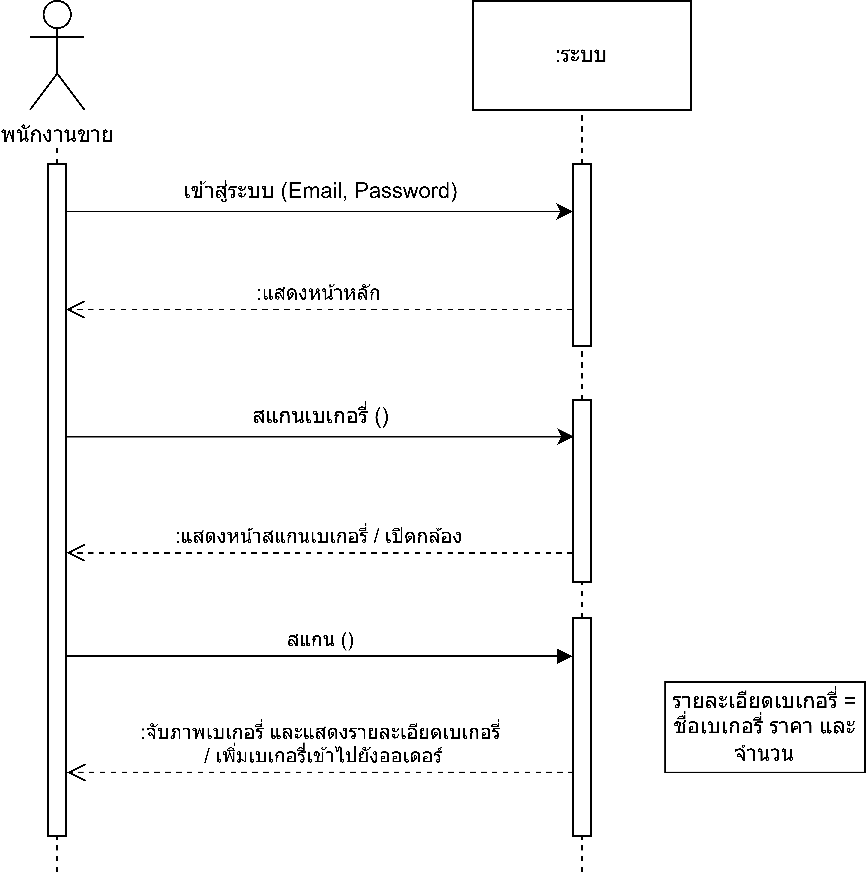 :ระบบ
พนักงานขาย
เข้าสู่ระบบ (Email, Password)
:แสดงหน้าหลัก
สแกนเบเกอรี่ ()
:แสดงหน้าสแกนเบเกอรี่ / เปิดกล้อง
สแกน ()
:จับภาพเบเกอรี่ และแสดงรายละเอียดเบเกอรี่
/ เพิ่มเบเกอรี่เข้าไปยังออเดอร์
รายละเอียดเบเกอรี่ =
ชื่อเบเกอรี่ ราคา และ
จำนวน